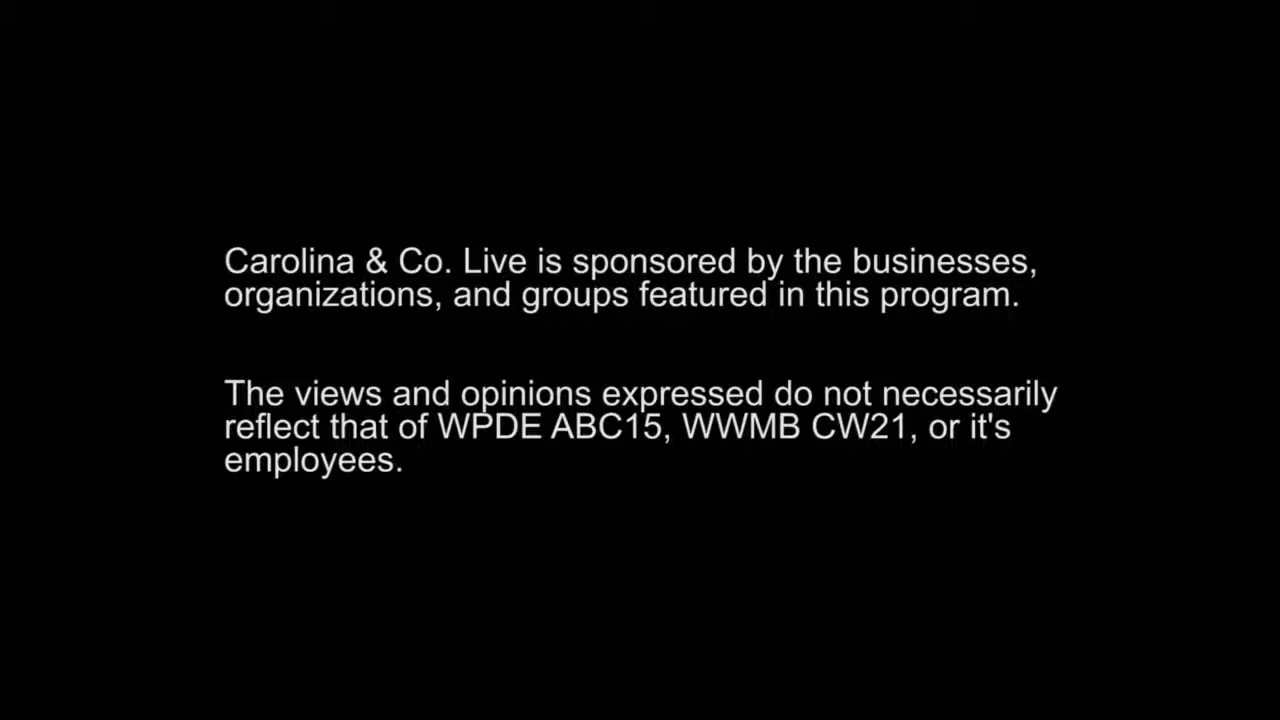 Carolina & Co. Live is sponsored by the businesses,
organizations, and groups featured in this program.
The views and opinions expressed do not necessarily
reflect that of WPDE ABC15, WWMB CW21, or it's
employees.